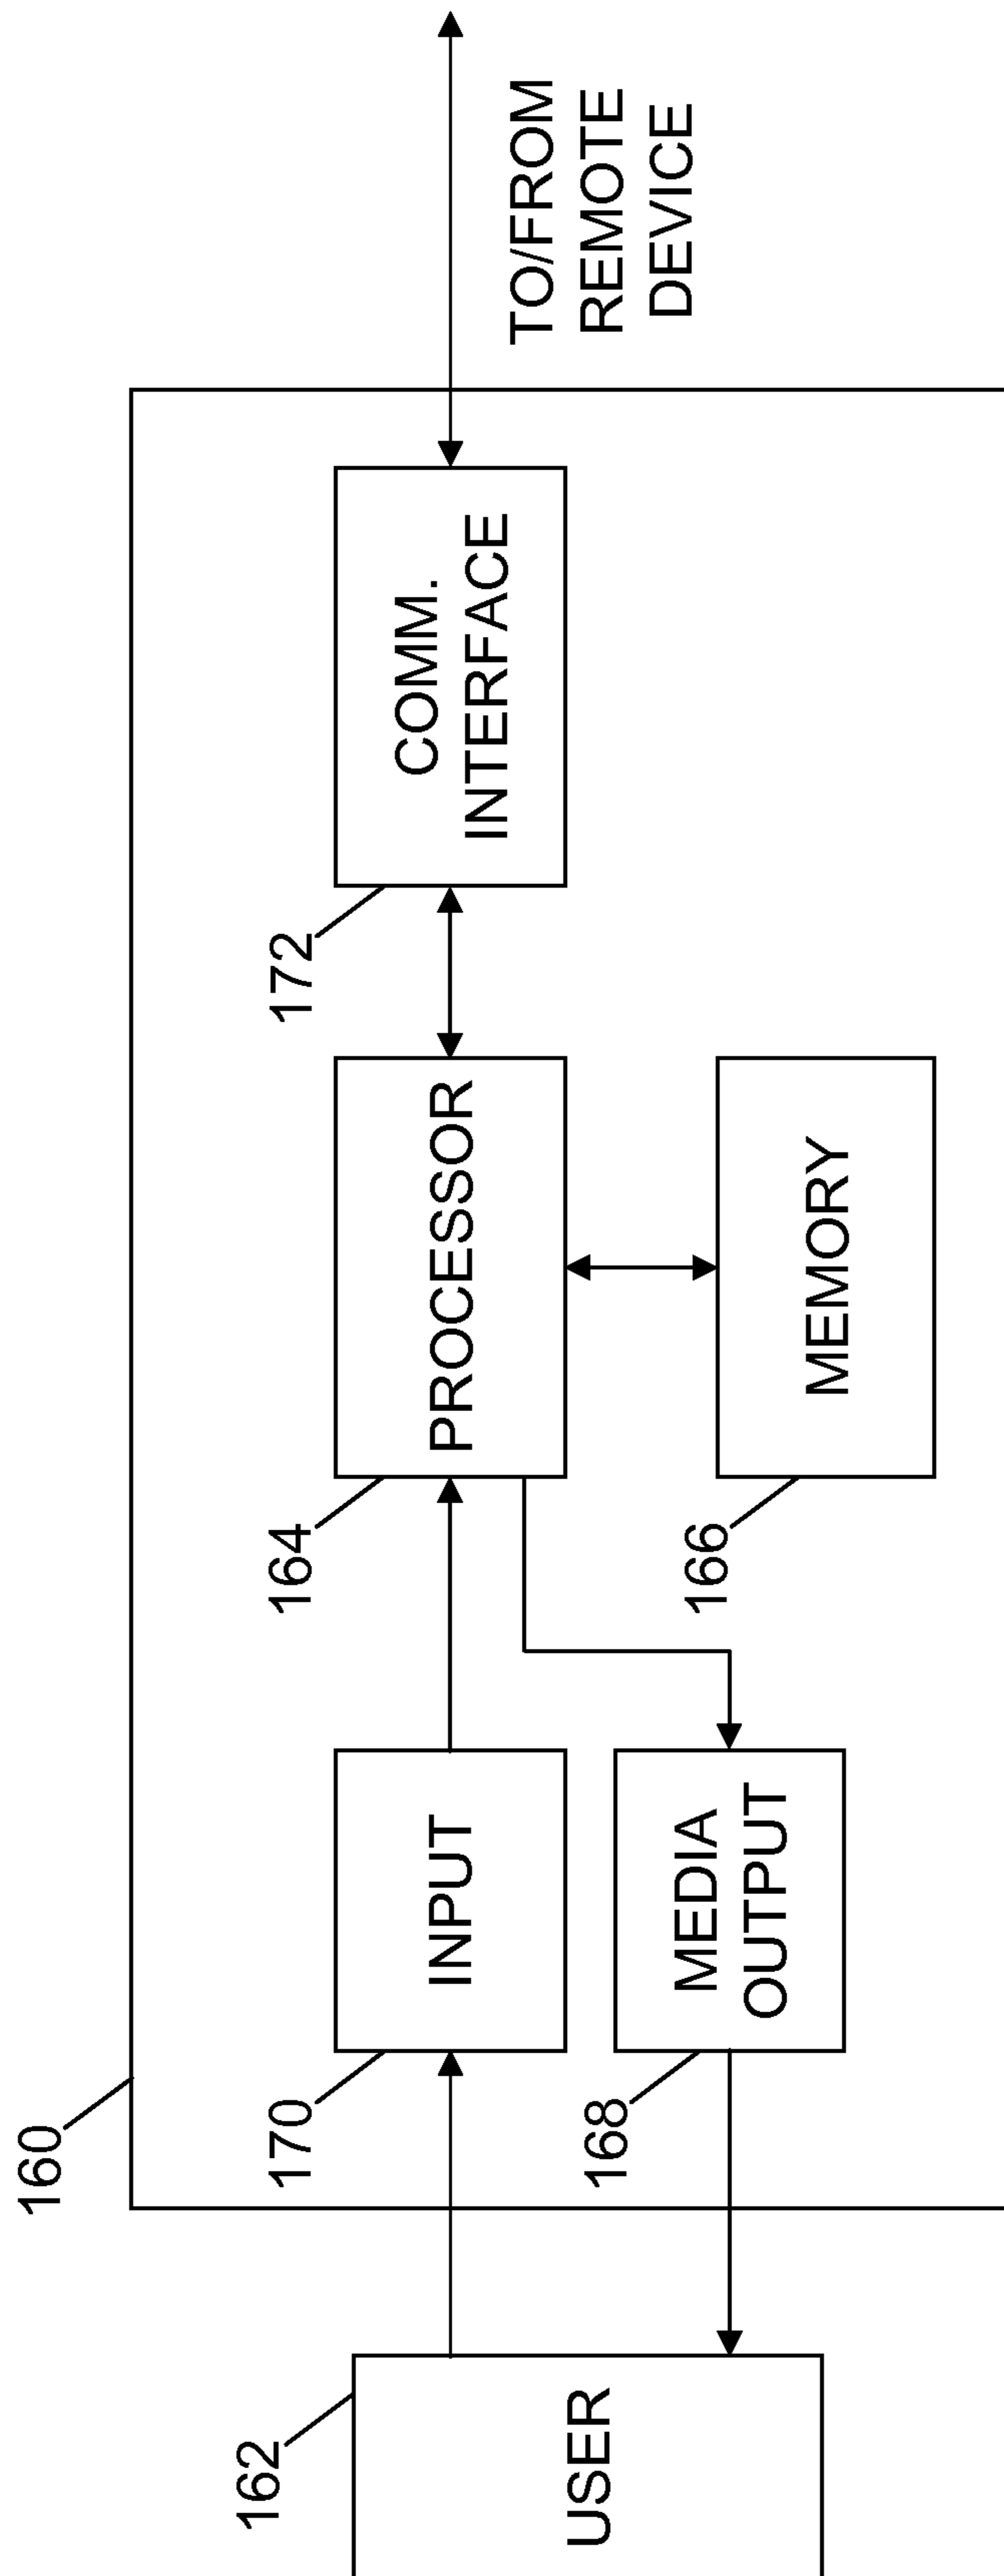 160
162
USER
170
INPUT
168
MEDIA
OUTPUT
164
PROCESSOR
166
MEMORY
172
COMM.
INTERFACE
TO/FROM
REMOTE
DEVICE